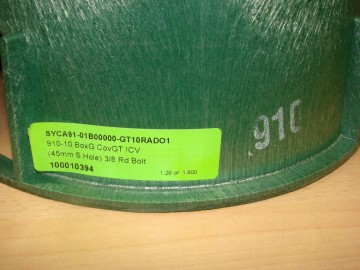 SYCA91-01B00000-GT10RADO1
910-10 BoxG CovGT ICV
(45mm S Hole) 3/8 Rd Bolt
100010394
1.29 of 1.600
910